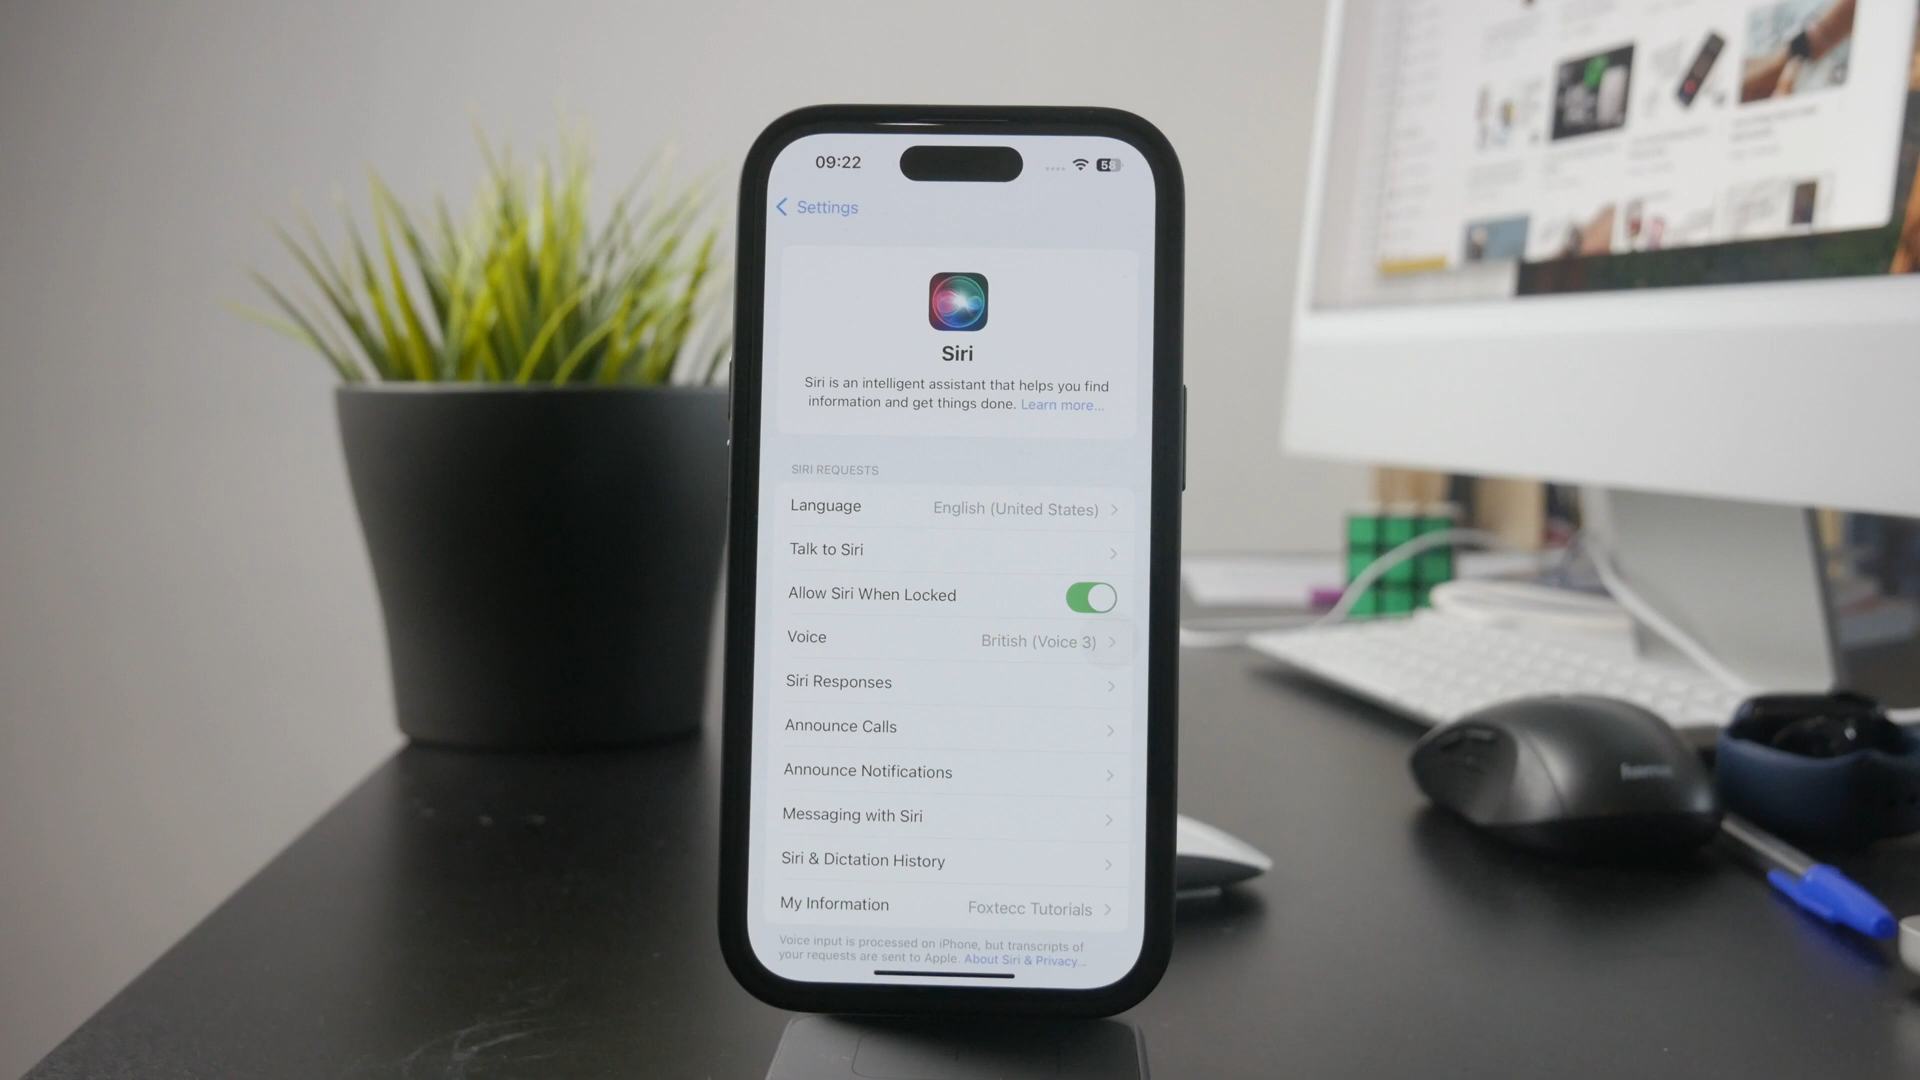 09:22
Settings
Siri
Siri is an intelligent assistant that helps you find
information and get things done. Learn more...
SIRI REQUESTS
Language English (United States)
Talk to Siri
Allow Siri When Locked
Voice British (Voice 3)
Siri Responses
Announce Calls
Announce Notifications
Messaging with Siri
Siri & Dictation History
My Information Foxtecc Tutorials
Voice input is processed on iPhone, but transcripts of
your requests are sent to Apple. About Siri & Privacy...
hama